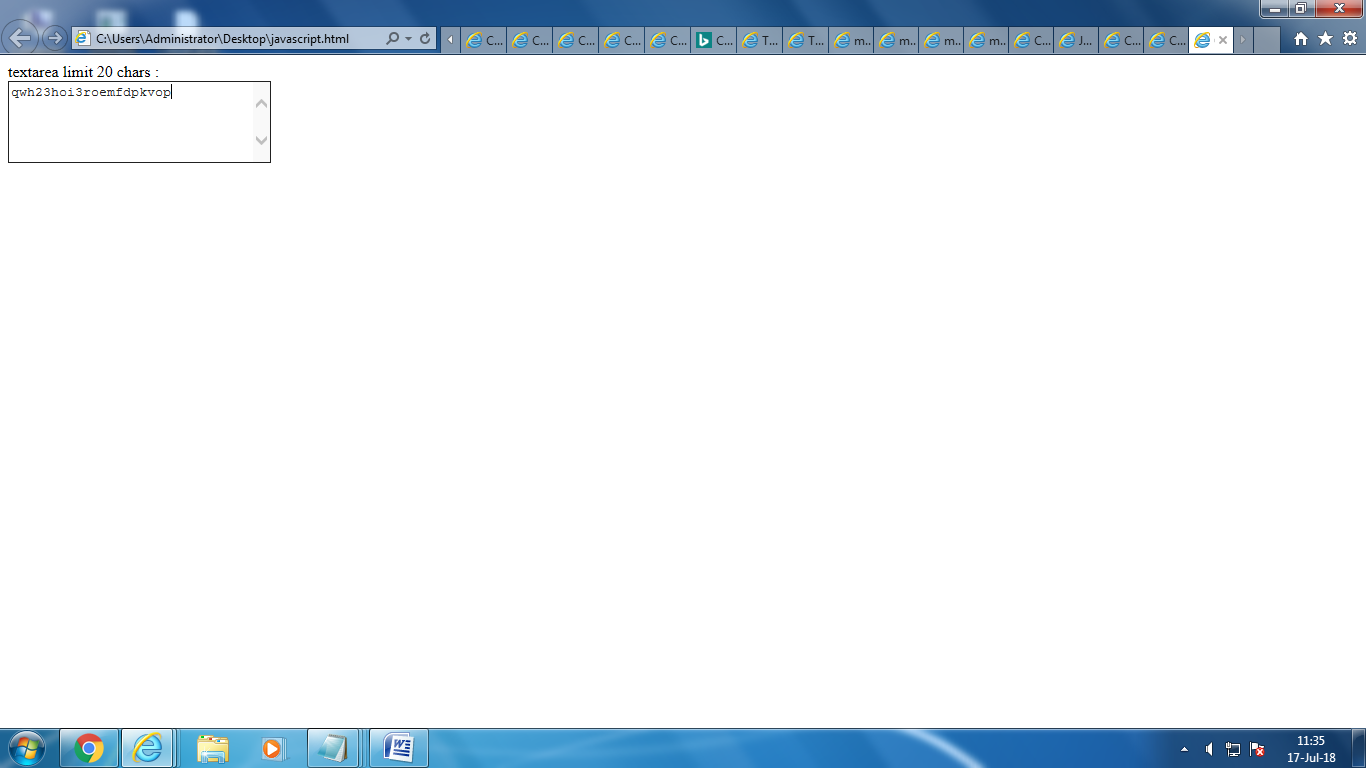 C:\Users\Administrator\Desktop\javascript.html
C...
C...
C...
C...
C...
C...
T...
T...
m...
m...
m...
m...
C...
J...
C...
C...
textarea limit 20 chars :
qwh23hoi3roemfdpkvop
11:35
17-Jul-18